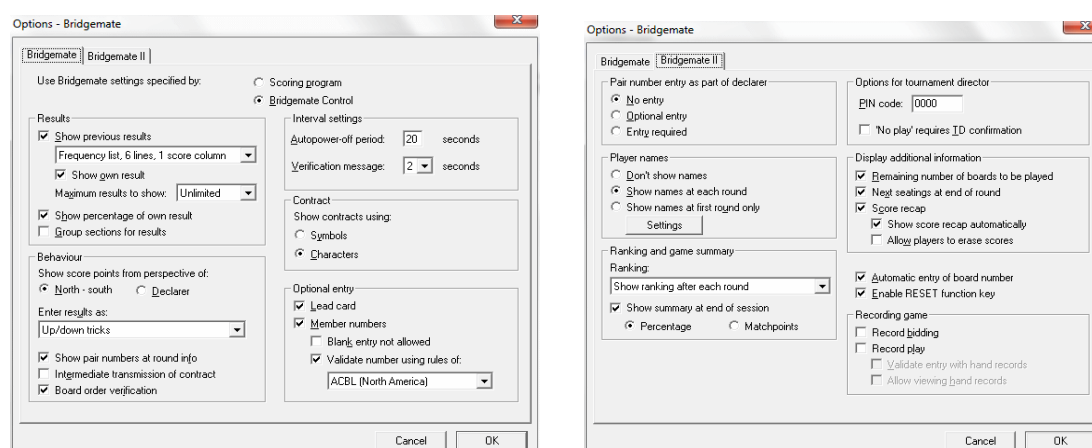 Options - Bridgemate
Bridgemate Bridgemate II
Use Bridgemate settings specified by:
Scoring program
Bridgemate Control
Results
Show previous results
Frequency list, 6 lines, 1 score column
Show own result
Maximum results to show: Unlimited
Show percentage of own result
Group sections for results
Behaviour
Show score points from perspective of:
North - south Declarer
Enter results as:
Up/down tricks
Show pair numbers at round info
Intermediate transmission of contract
Board order verification
Interval settings
Autopower-off period: 20 seconds
Verification message: 2 seconds
Contract
Show contracts using:
Symbols
Characters
Optional entry
Lead card
Member numbers
Blank entry not allowed
Validate number using rules of:
ACBL (North America)
Cancel OK
Options - Bridgemate
Bridgemate Bridgemate II
Pair number entry as part of declarer
No entry
Optional entry
Entry required
Player names
Don't show names
Show names at each round
Show names at first round only
Settings
Ranking and game summary
Ranking:
Show ranking after each round
Show summary at end of session
Percentage Matchpoints
Options for tournament director
PIN code: 0000
'No play' requires TD confirmation
Display additional information
Remaining number of boards to be played
Next seatings at end of round
Score recap
Show score recap automatically
Allow players to erase scores
Automatic entry of board number
Enable RESET function key
Recording game
Record bidding
Record play
Validate entry with hand records
Allow viewing hand records
Cancel OK